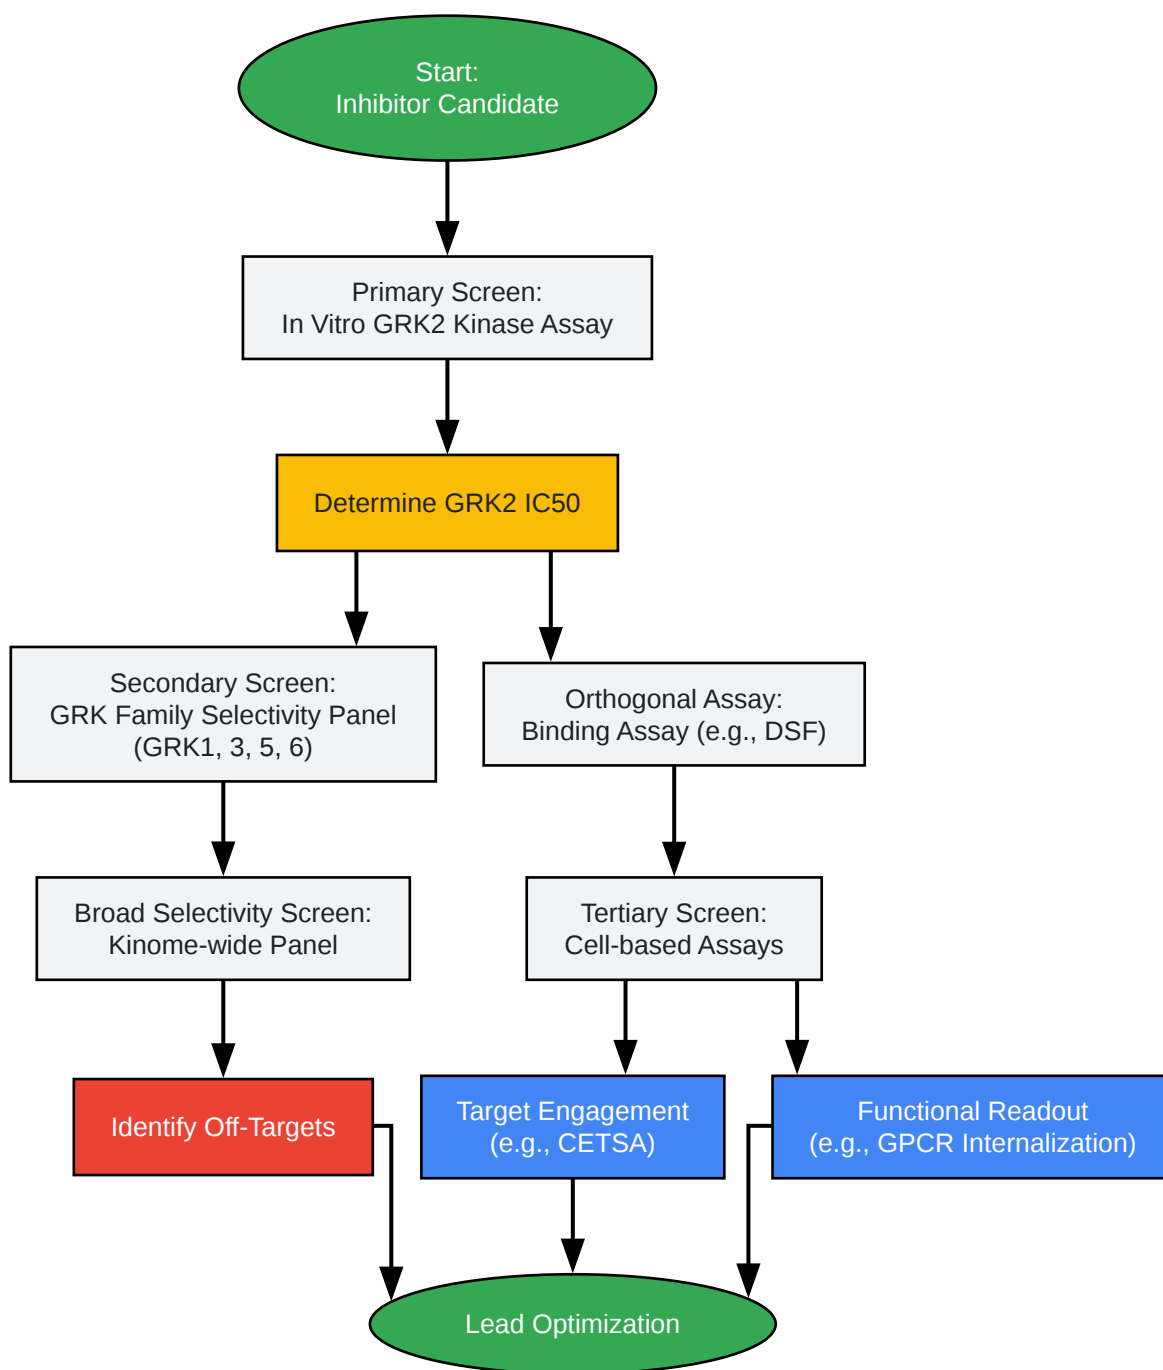 Start:
Inhibitor Candidate
Primary Screen:
In Vitro GRK2 Kinase Assay
Determine GRK2 IC50
Secondary Screen:
GRK Family Selectivity Panel
(GRK1, 3, 5, 6)
Orthogonal Assay:
Binding Assay (e.g., DSF)
Broad Selectivity Screen:
Kinome-wide Panel
Tertiary Screen:
Cell-based Assays
Identify Off-Targets
Target Engagement
(e.g., CETSA)
Functional Readout
(e.g., GPCR Internalization)
Lead Optimization